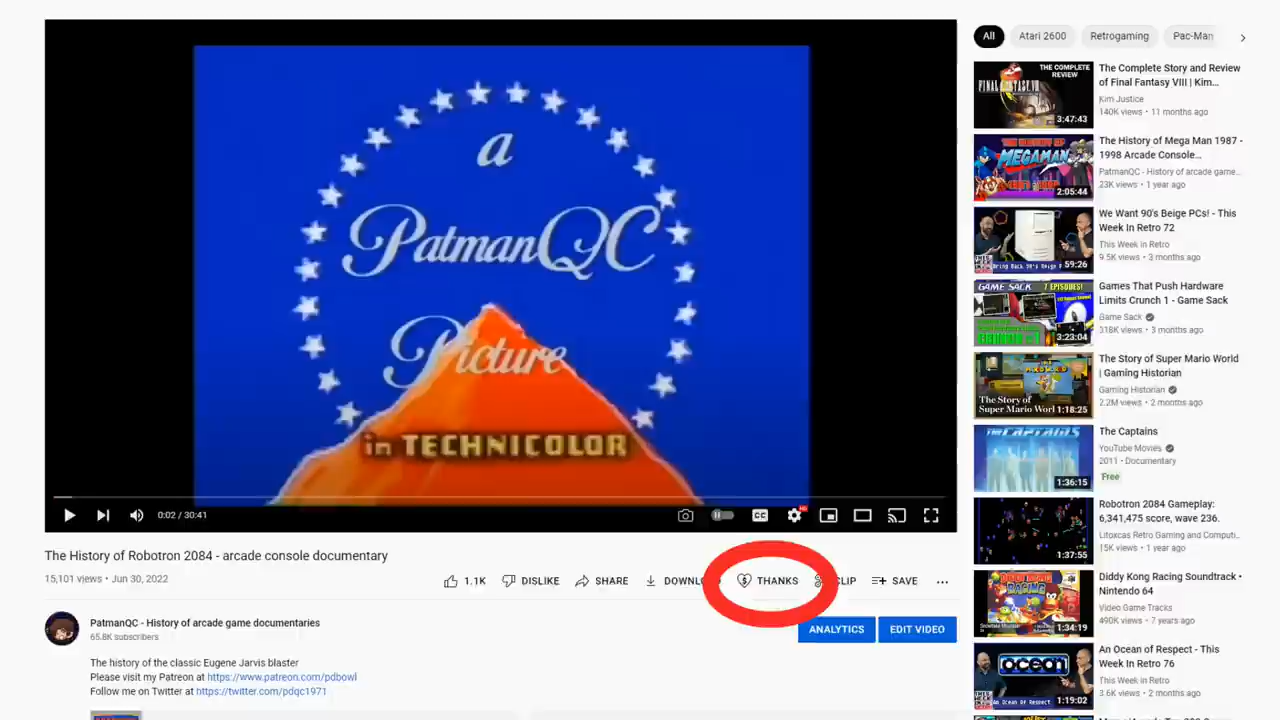 a
PatmanQC
Picture
in TECHNICOLOR
0:02 / 30:41
CC
HD
The History of Robotron 2084 - arcade console documentary
15,101 views • Jun 30, 2022
1.1K
DISLIKE
SHARE
DOWNLO
THANKS
CLIP
SAVE
PatmanQC - History of arcade game documentaries
65.8K subscribers
ANALYTICS
EDIT VIDEO
The history of the classic Eugene Jarvis blaster
Please visit my Patreon at https://www.patreon.com/pdbowl
Follow me on Twitter at https://twitter.com/pdqc1971
All
Atari 2600
Retrogaming
Pac-Man
THE COMPLETE
REVIEW
FINAL FANTASY VIII
3:47:43
The Complete Story and Review
of Final Fantasy VIII | Kim...
Kim Justice
140K views • 11 months ago
THE HISTORY OF
MEGAMAN
2:05:44
The History of Mega Man 1987 -
1998 Arcade Console...
PatmanQC - History of arcade game...
23K views • 1 year ago
59:26
We Want 90's Beige PCs! - This
Week In Retro 72
This Week in Retro
9.5K views • 3 months ago
GAME SACK
7 EPISODES!
3:23:04
Games That Push Hardware
Limits Crunch 1 - Game Sack
Game Sack
318K views • 3 months ago
The Story of
Super Mario Worl
1:18:25
The Story of Super Mario World
| Gaming Historian
Gaming Historian
2.2M views • 2 months ago
THE CAPTAINS
1:36:15
The Captains
YouTube Movies
2011 • Documentary
Free
1:37:55
Robotron 2084 Gameplay:
6,341,475 score, wave 236.
Litoxcas Retro Gaming and Computi...
15K views • 1 year ago
DIDDY KONG
RACING
1:34:19
Diddy Kong Racing Soundtrack •
Nintendo 64
Video Game Tracks
490K views • 7 years ago
ocean
An Ocean Of Respect
1:19:02
An Ocean of Respect - This
Week In Retro 76
This Week in Retro
3.6K views • 2 months ago